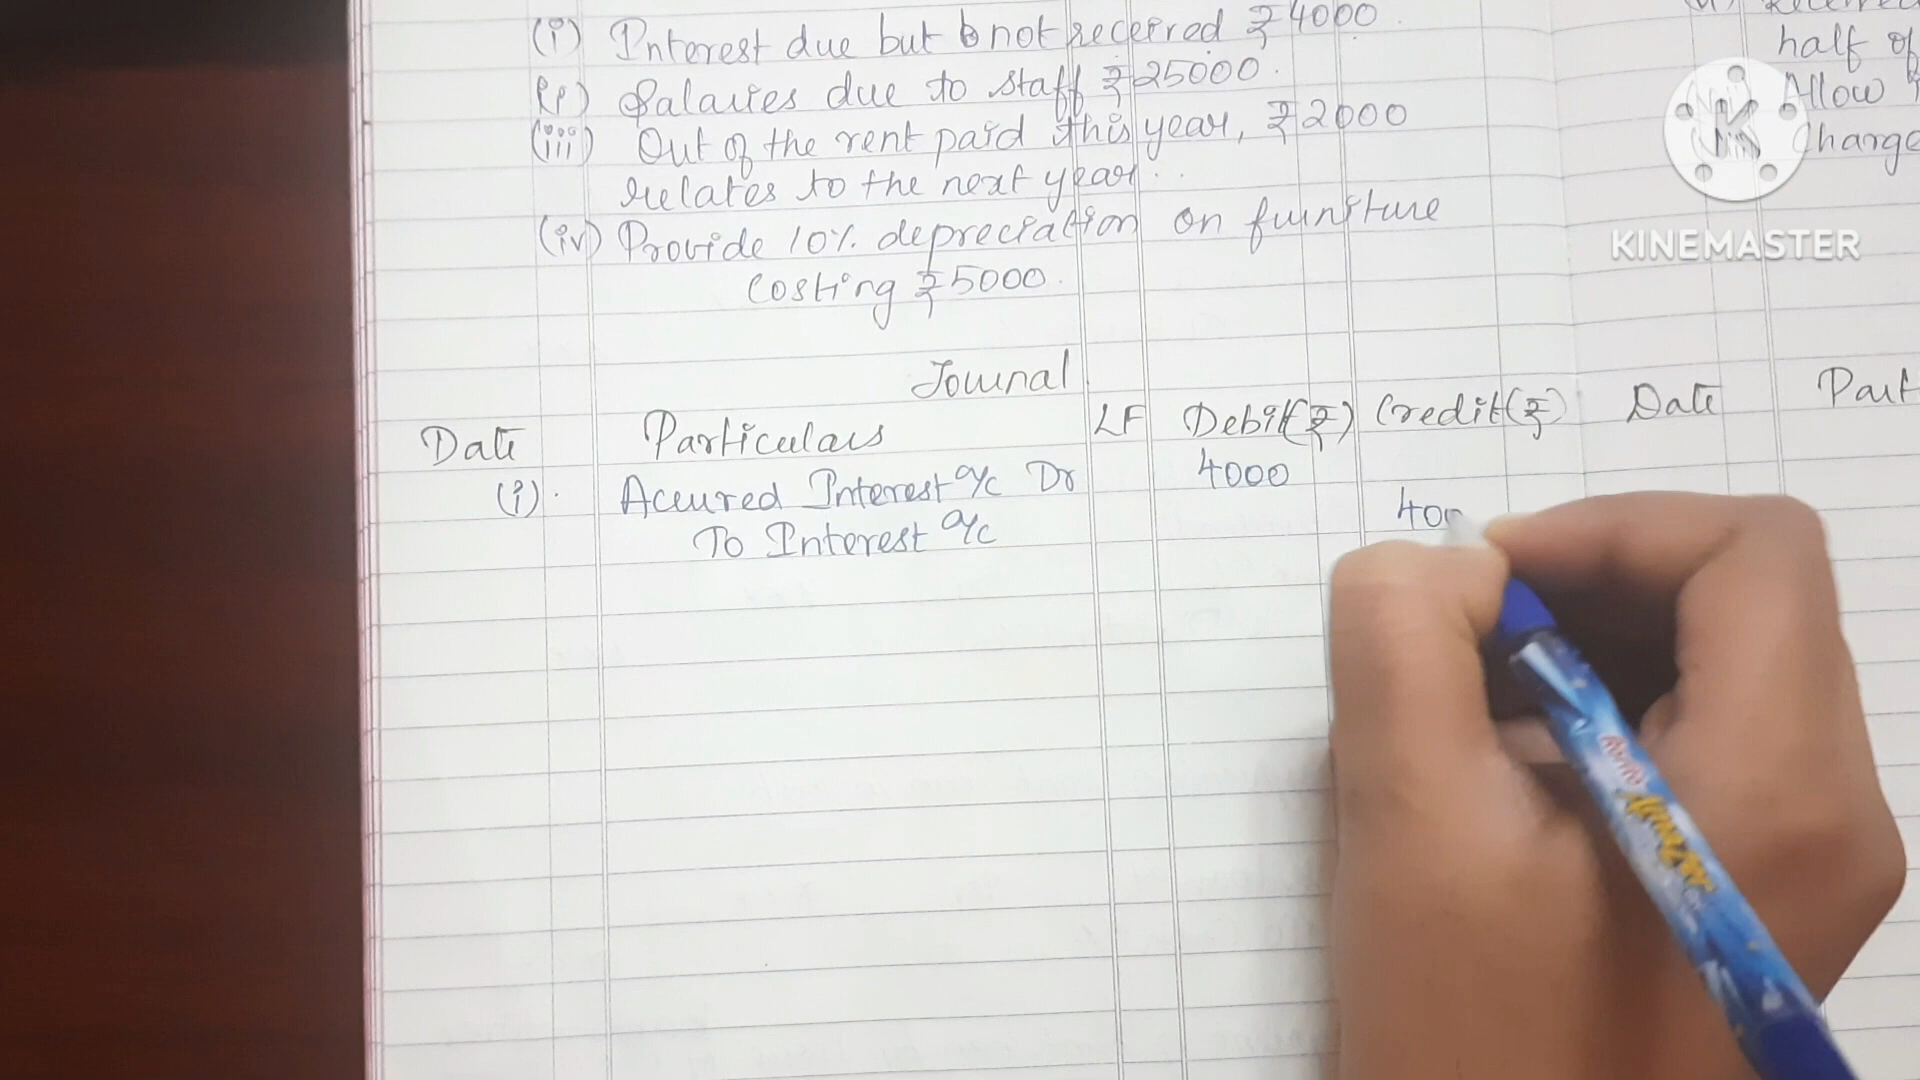 (i) Interest due but not received ₹4000.
(ii) Salaries due to staff ₹25000.
(iii) Out of the rent paid this year, ₹2000
relates to the next year.
(iv) Provide 10% depreciation on furniture
Costing ₹5000.
half of
Allow
Charge
KINEMASTER
Journal
Date Particulars LF Debit(₹) Credit(₹) Date Part
(i). Accured Interest a/c Dr 4000
To Interest a/c 400